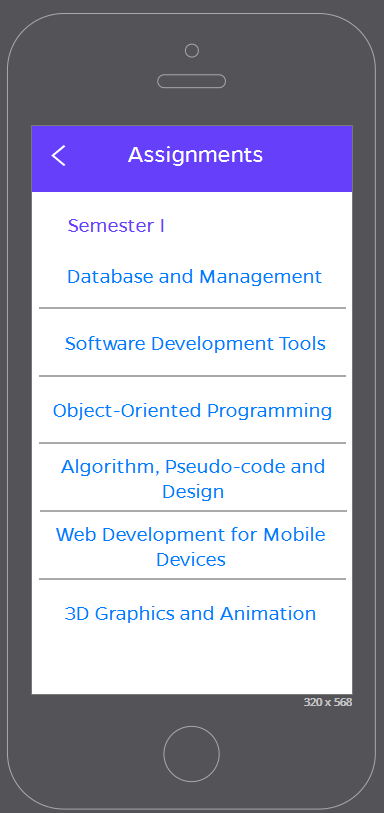 Assignments
Semester I
Database and Management
Software Development Tools
Object-Oriented Programming
Algorithm, Pseudo-code and
Design
Web Development for Mobile
Devices
3D Graphics and Animation
320 x 568